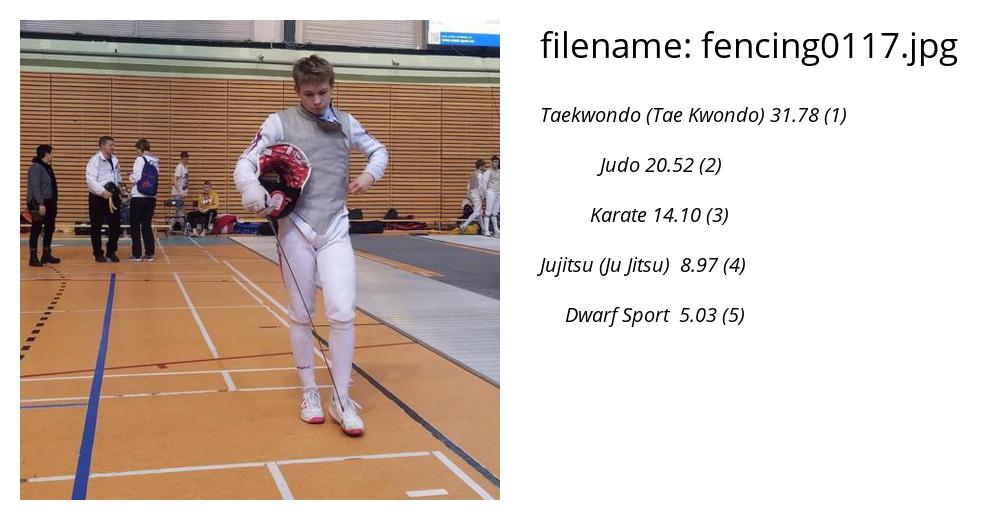 filename: fencing0117.jpg
Taekwondo (Tae Kwondo) 31.78 (1)
Judo 20.52 (2)
Karate 14.10 (3)
Jujitsu (Ju Jitsu)  8.97 (4)
Dwarf Sport  5.03 (5)